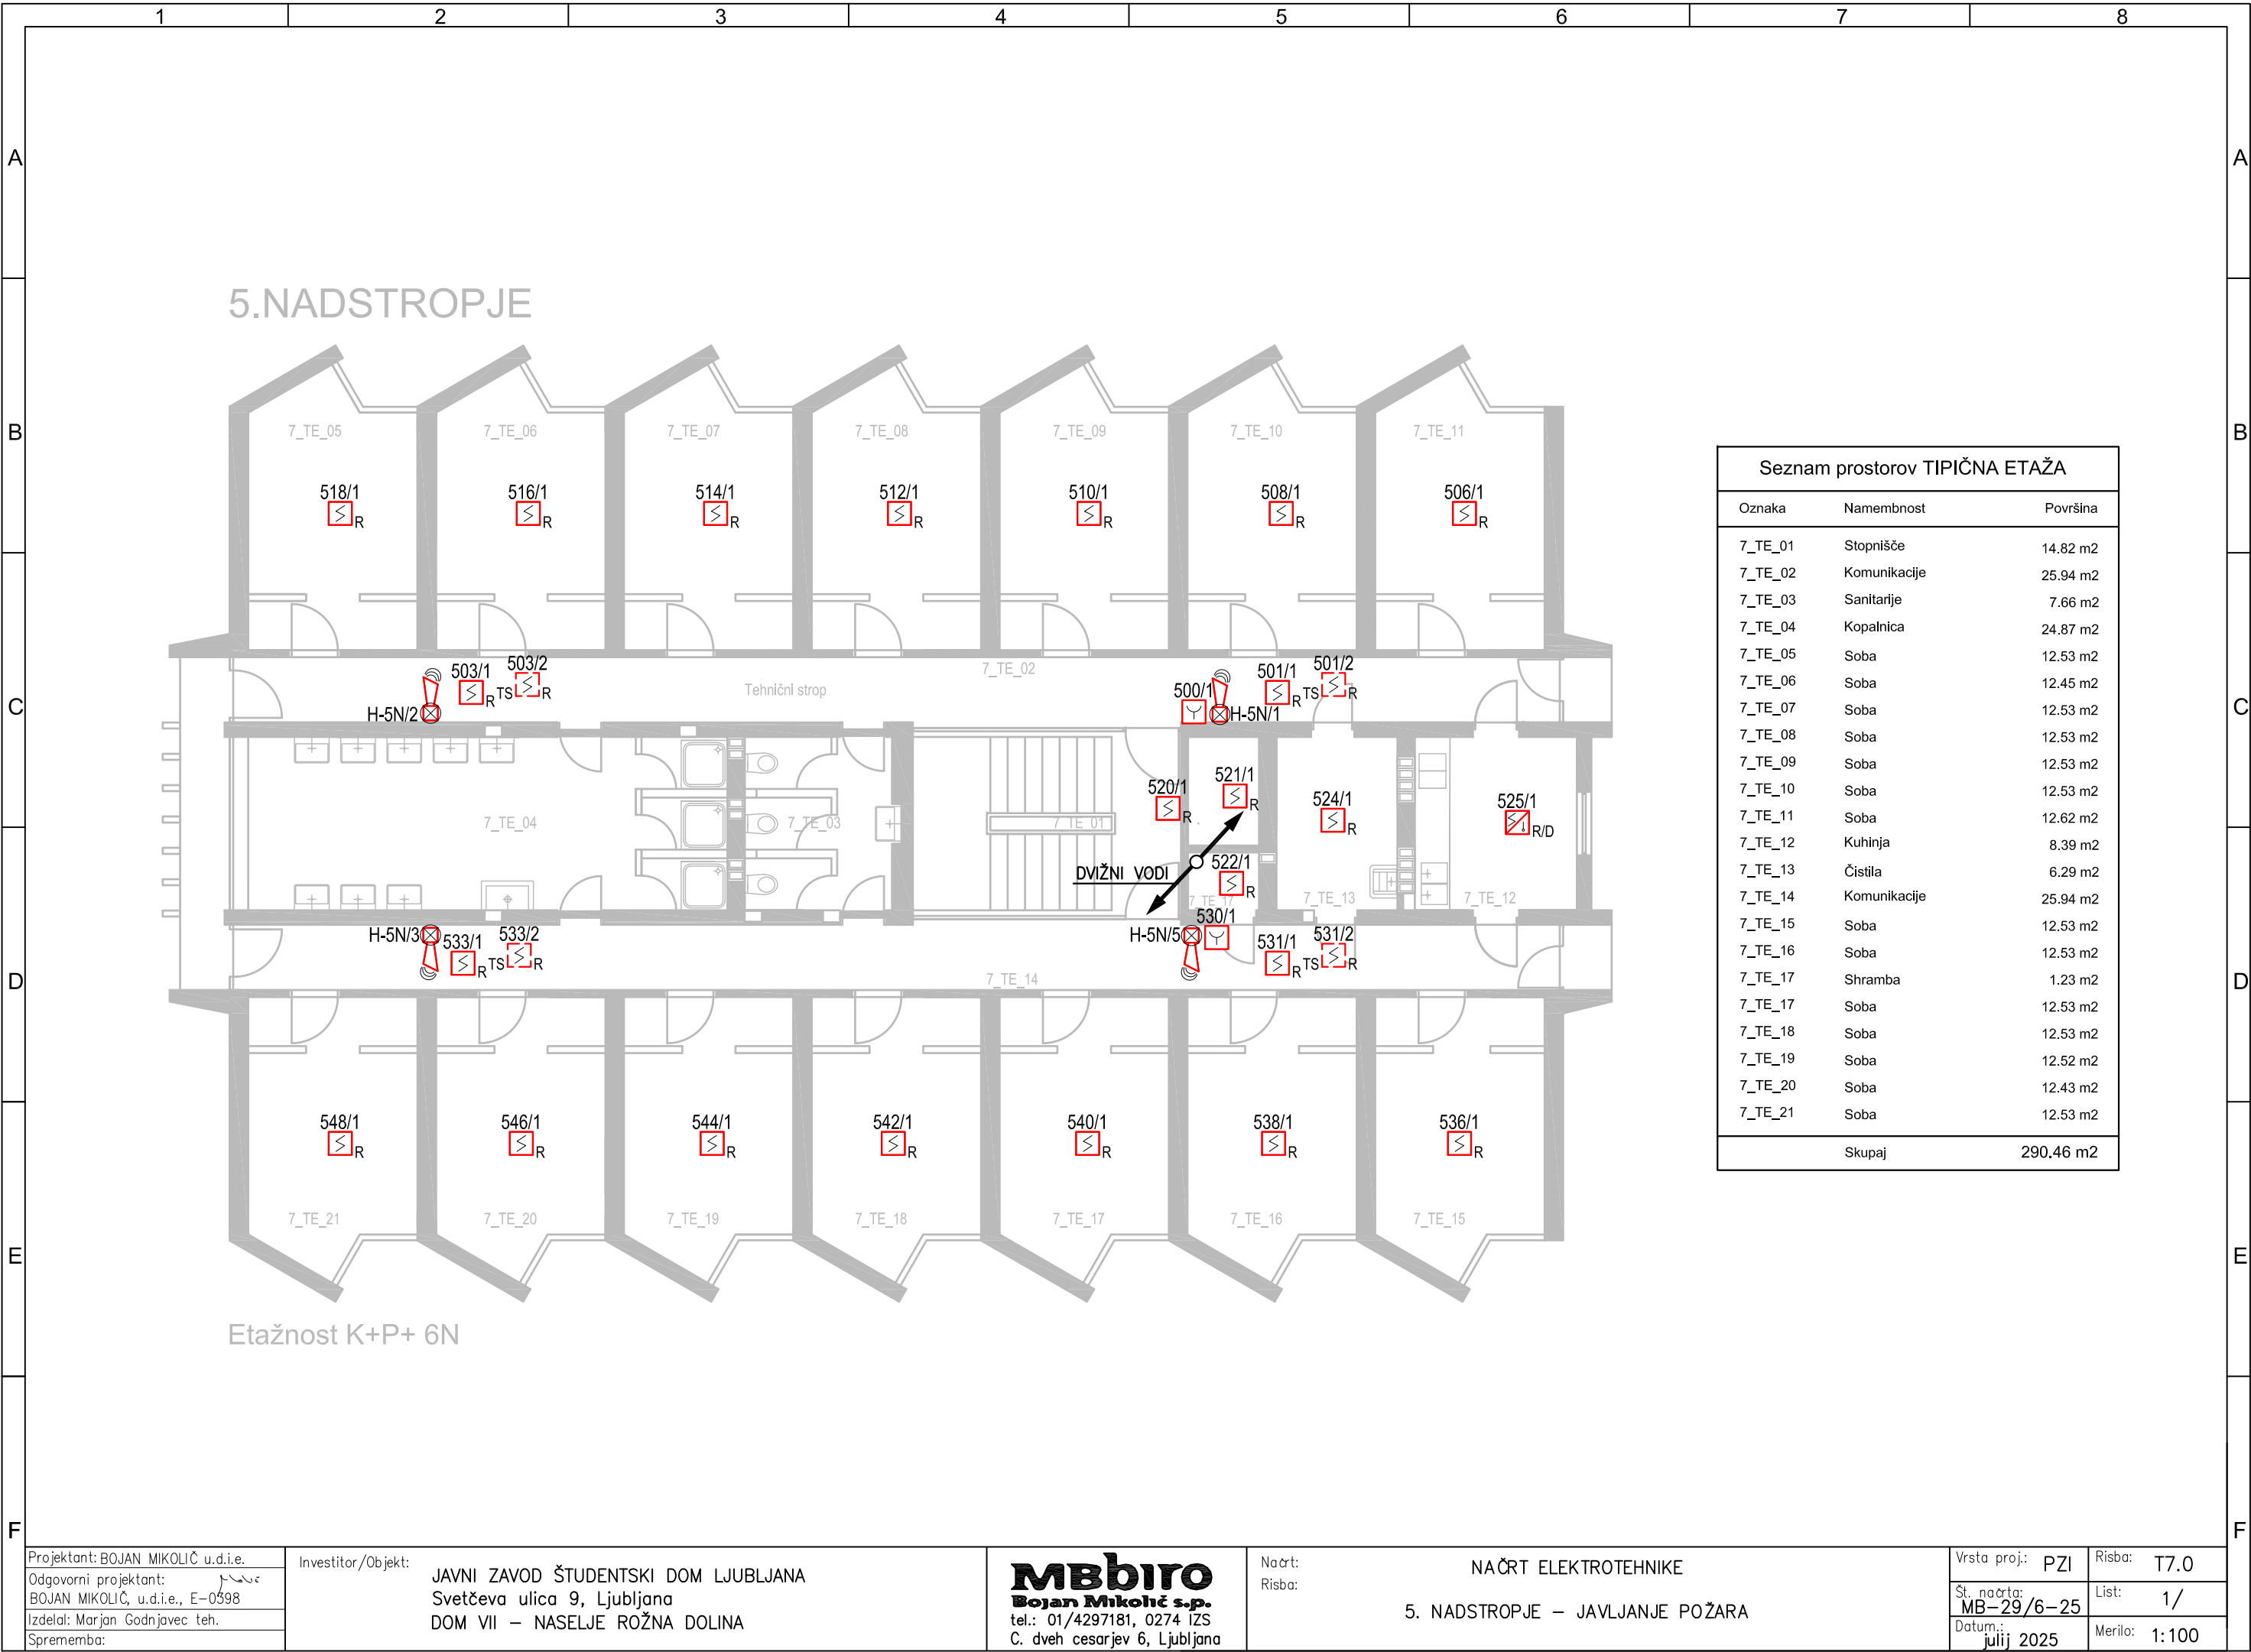 1 2 3 4 5 6 7 8
A A
B B
C C
D D
E E
F F
5.NADSTROPJE
7_TE_05 7_TE_06 7_TE_07 7_TE_08 7_TE_09 7_TE_10 7_TE_11
518/1 516/1 514/1 512/1 510/1 508/1 506/1
R R R R R R R
503/1 503/2 7_TE_02 501/1 501/2
R TS R Tehnični strop 500/1 R TS R
H-5N/2 H-5N/1
520/1 521/1 524/1 525/1
R R R R/D
7_TE_04 7_TE_03 7_TE_01
DVIŽNI VODI 522/1
R
7_TE_17 7_TE_13 7_TE_12
530/1
H-5N/3 533/1 533/2 H-5N/5 531/1 531/2
R TS R R TS R
7_TE_14
548/1 546/1 544/1 542/1 540/1 538/1 536/1
R R R R R R R
7_TE_21 7_TE_20 7_TE_19 7_TE_18 7_TE_17 7_TE_16 7_TE_15
Etažnost K+P+ 6N
Seznam prostorov TIPIČNA ETAŽA
Oznaka Namembnost Površina
7_TE_01 Stopnišče 14.82 m2
7_TE_02 Komunikacije 25.94 m2
7_TE_03 Sanitarije 7.66 m2
7_TE_04 Kopalnica 24.87 m2
7_TE_05 Soba 12.53 m2
7_TE_06 Soba 12.45 m2
7_TE_07 Soba 12.53 m2
7_TE_08 Soba 12.53 m2
7_TE_09 Soba 12.53 m2
7_TE_10 Soba 12.53 m2
7_TE_11 Soba 12.62 m2
7_TE_12 Kuhinja 8.39 m2
7_TE_13 Čistila 6.29 m2
7_TE_14 Komunikacije 25.94 m2
7_TE_15 Soba 12.53 m2
7_TE_16 Soba 12.53 m2
7_TE_17 Shramba 1.23 m2
7_TE_17 Soba 12.53 m2
7_TE_18 Soba 12.53 m2
7_TE_19 Soba 12.52 m2
7_TE_20 Soba 12.43 m2
7_TE_21 Soba 12.53 m2
Skupaj 290.46 m2
Projektant: BOJAN MIKOLIČ u.d.i.e.
Odgovorni projektant:
BOJAN MIKOLIČ, u.d.i.e., E-0398
Izdelal: Marjan Godnjavec teh.
Sprememba:
Investitor/Objekt:
JAVNI ZAVOD ŠTUDENTSKI DOM LJUBLJANA
Svetčeva ulica 9, Ljubljana
DOM VII – NASELJE ROŽNA DOLINA
MBbiro
Bojan Mikolič s.p.
tel.: 01/4297181, 0274 IZS
C. dveh cesarjev 6, Ljubljana
Načrt: NAČRT ELEKTROTEHNIKE
Risba:
5. NADSTROPJE – JAVLJANJE POŽARA
Vrsta proj.: PZI
Št. načrta:
MB–29/6–25
Datum.:
julij 2025
Risba: T7.0
List: 1/
Merilo: 1:100